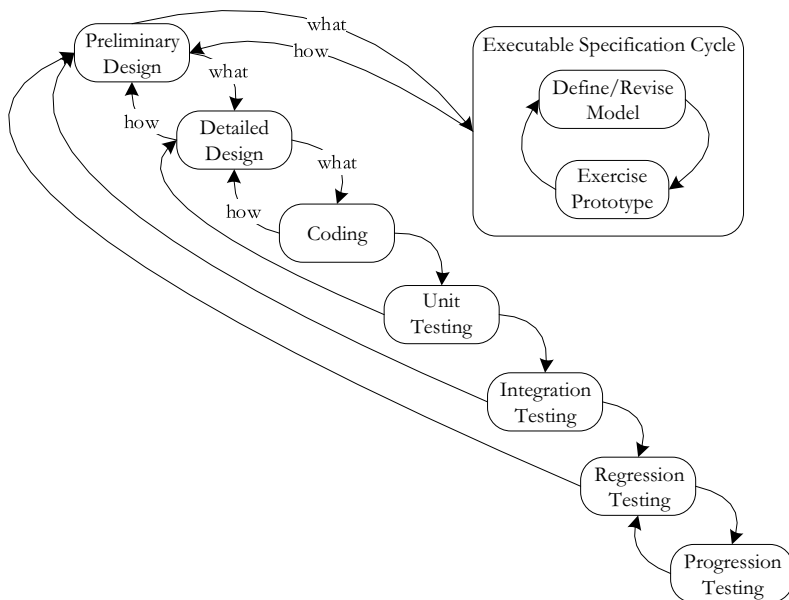 what
Preliminary
Design
how
Executable Specification Cycle
what
Define/Revise
Model
how
Detailed
Design
what
Exercise
Prototype
how
Coding
Unit
Testing
Integration
Testing
Regression
Testing
Progression
Testing